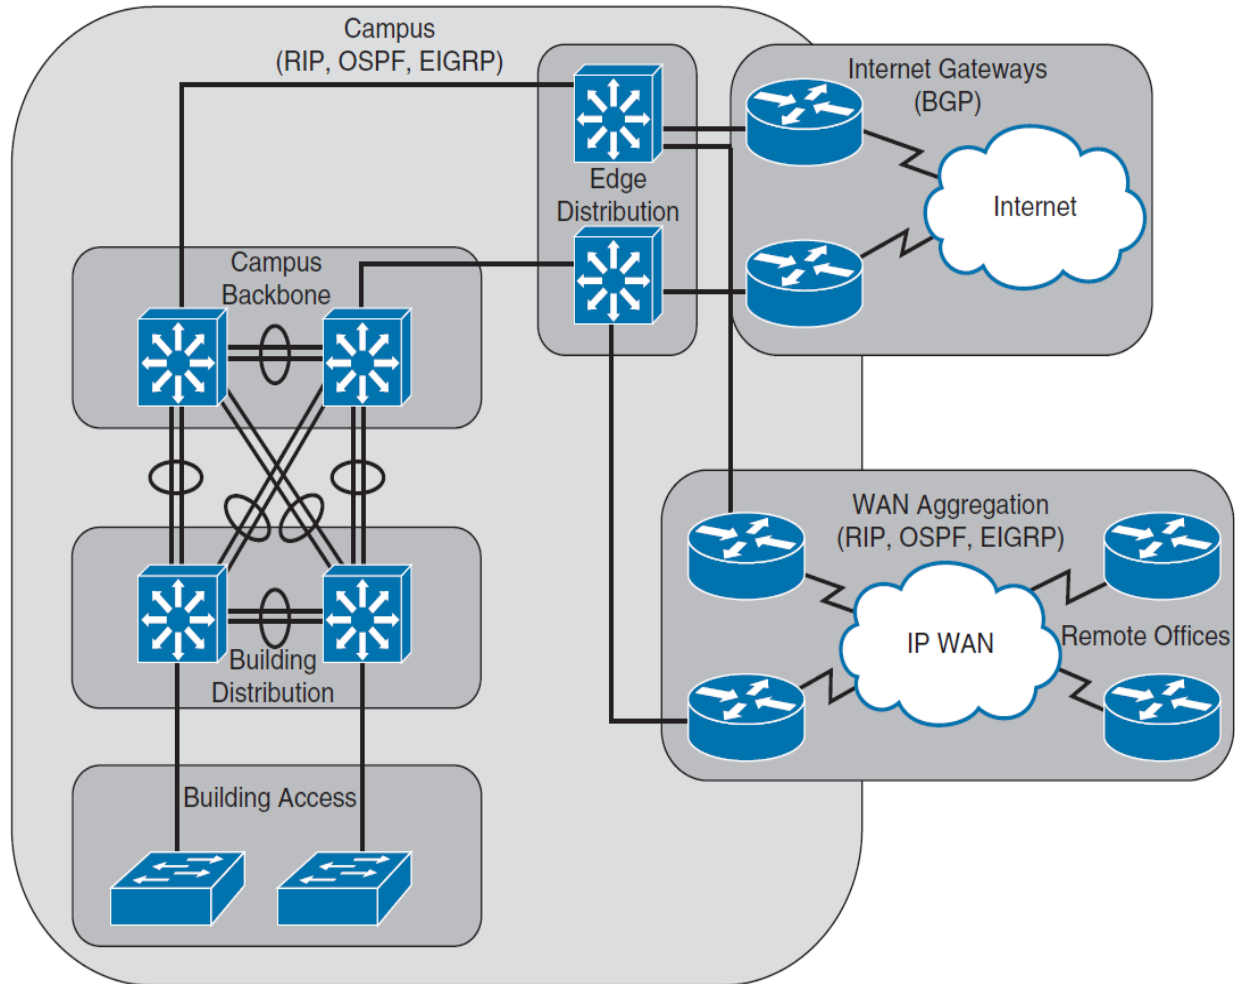 Campus
(RIP, OSPF, EIGRP)
Internet Gateways
(BGP)
Edge
Distribution
Internet
Campus
Backbone
WAN Aggregation
(RIP, OSPF, EIGRP)
IP WAN
Remote Offices
Building
Distribution
Building Access